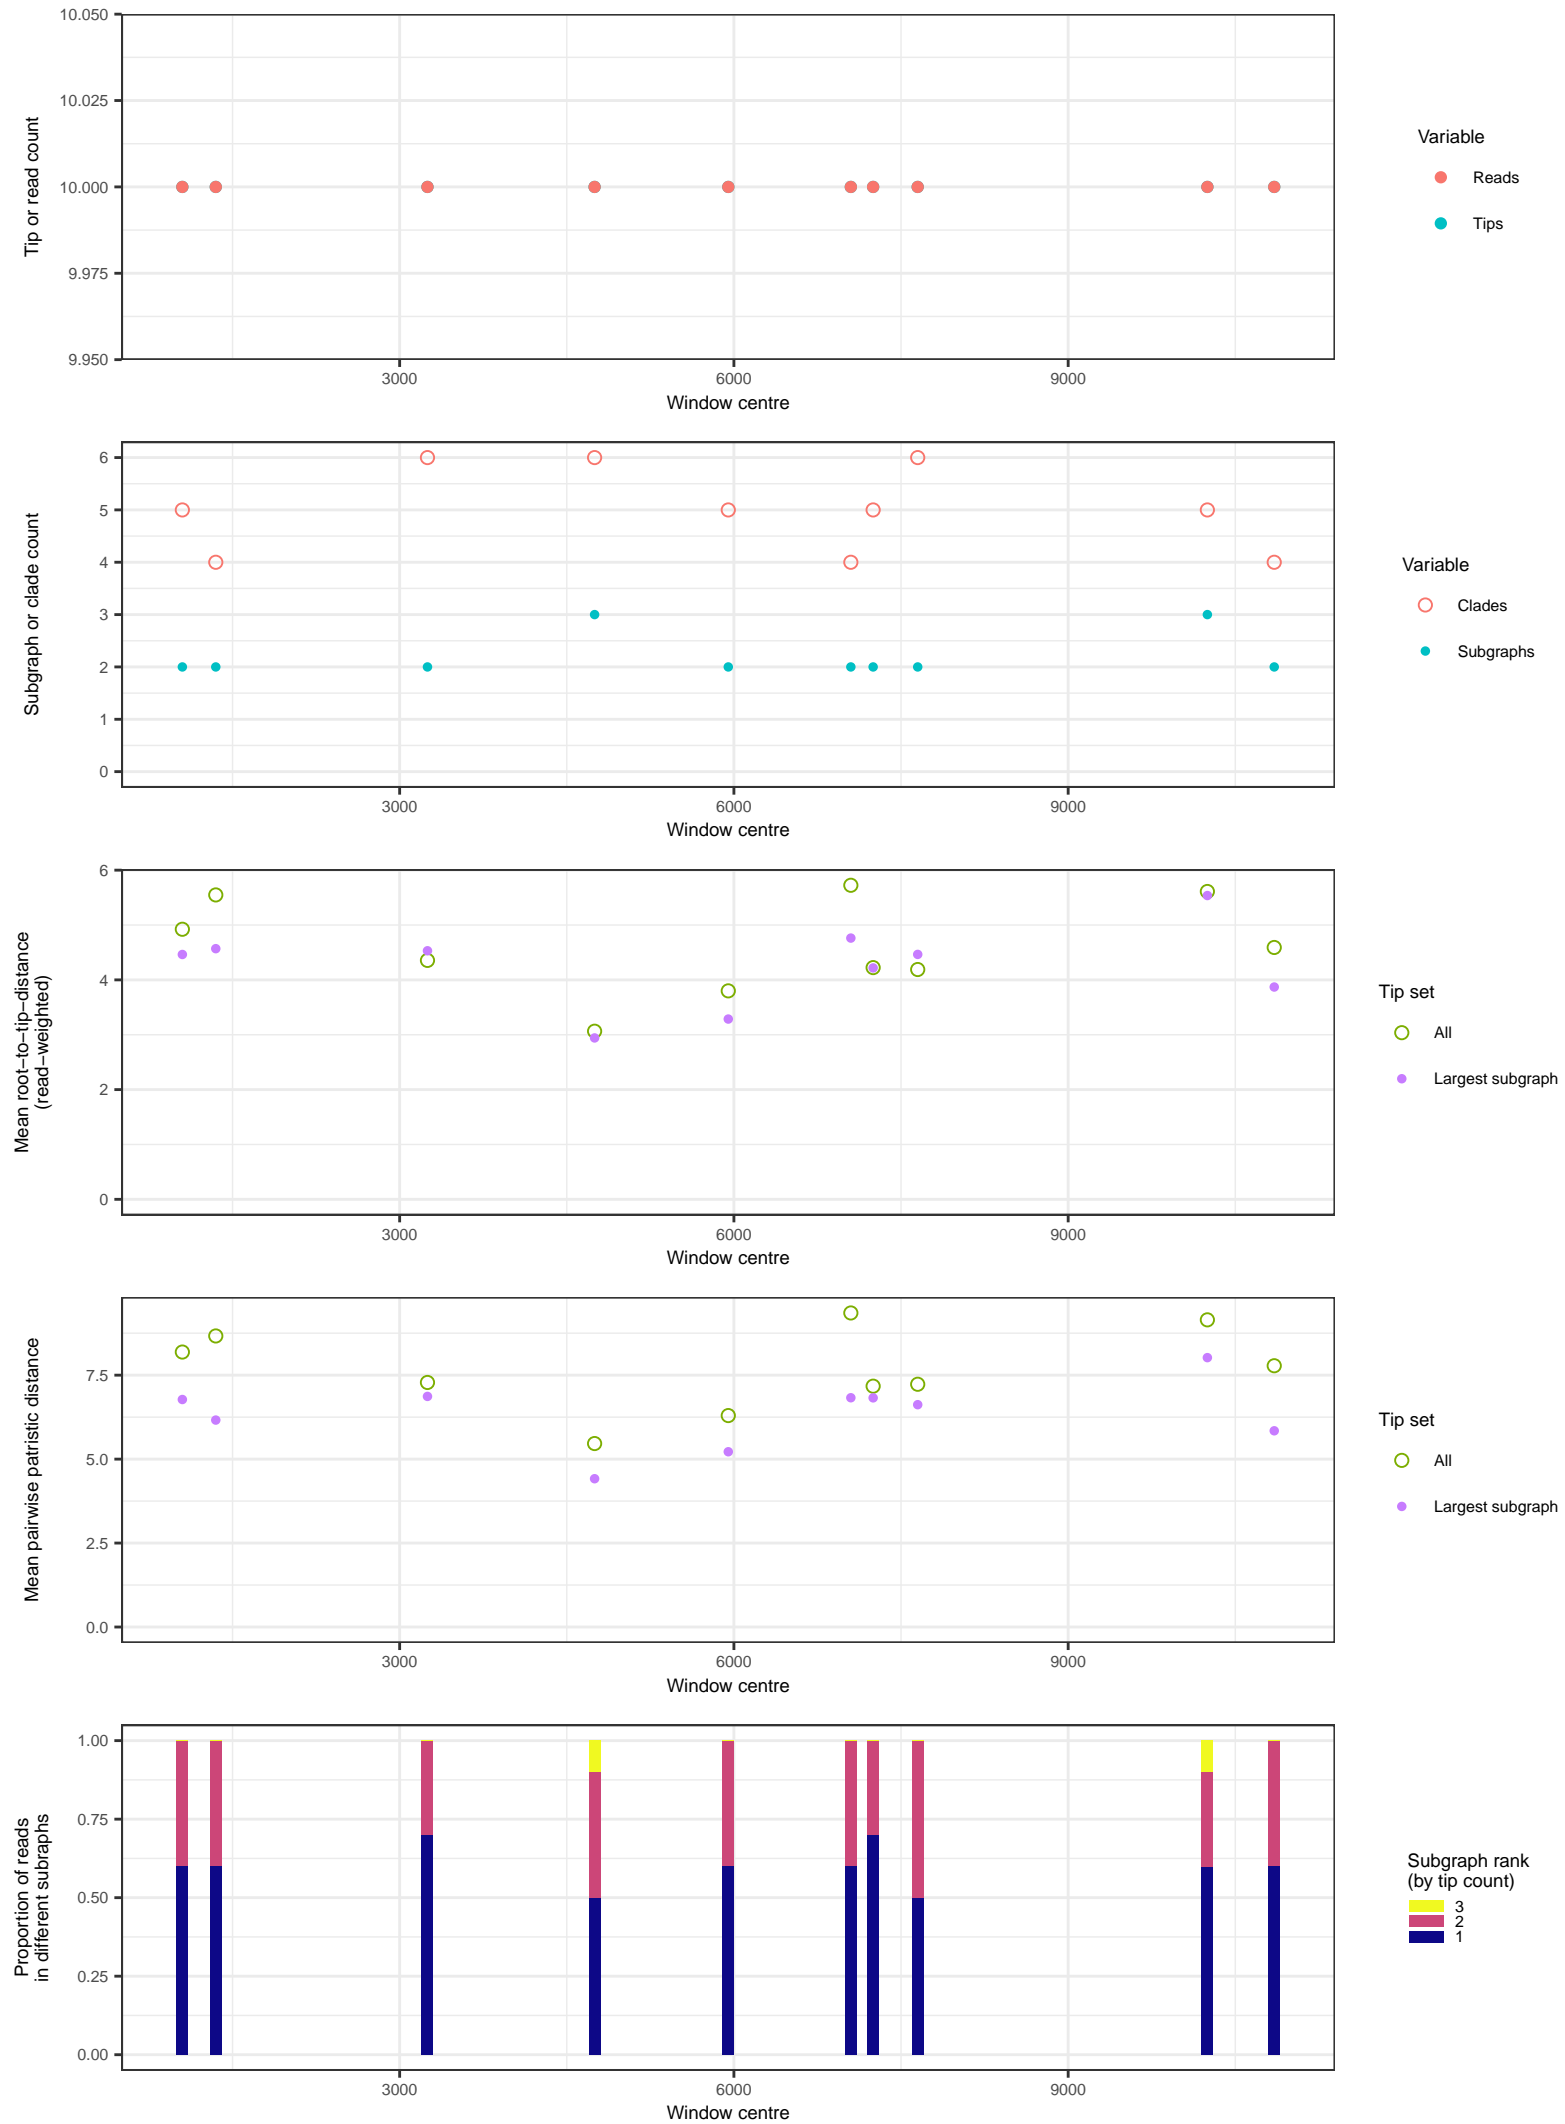 10.050
10.025
10.000
9.975
9.950
Tip or read count
3000
6000
9000
Window centre
Variable
Reads
Tips
6
5
4
3
2
1
0
Subgraph or clade count
3000
6000
9000
Window centre
Variable
Clades
Subgraphs
6
4
2
0
Mean root−to−tip−distance
(read−weighted)
3000
6000
9000
Window centre
Tip set
All
Largest subgraph
7.5
5.0
2.5
0.0
Mean pairwise patristic distance
3000
6000
9000
Window centre
Tip set
All
Largest subgraph
1.00
0.75
0.50
0.25
0.00
Proportion of reads
in different subraphs
3000
6000
9000
Window centre
Subgraph rank
(by tip count)
3
2
1